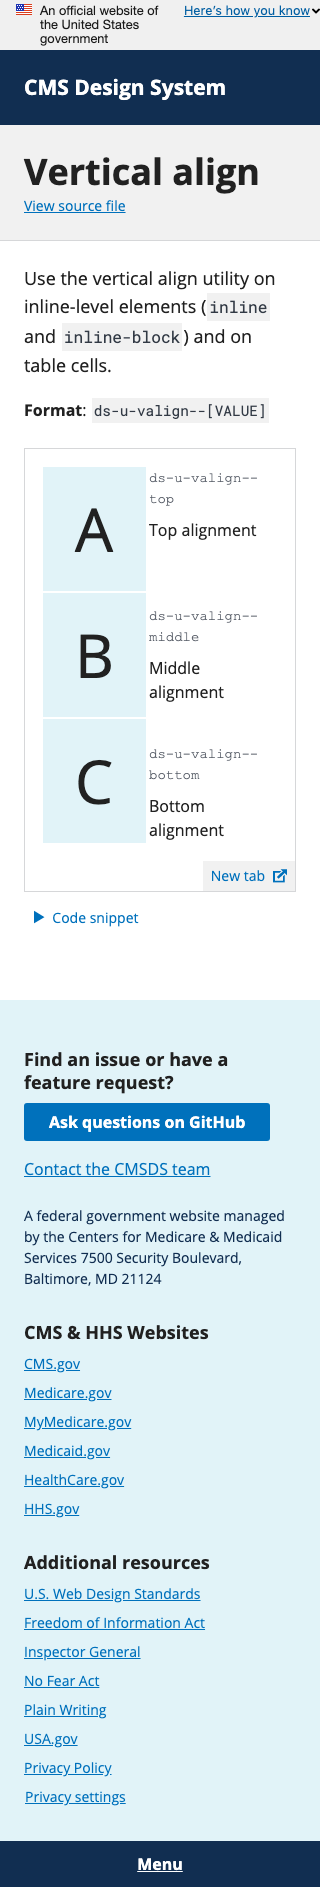 An official website of
the United States
government
Here's how you know
CMS Design System
Vertical align
View source file
Use the vertical align utility on
inline-level elements (inline
and inline-block) and on
table cells.
Format: ds-u-valign--[VALUE]
A
ds-u-valign--
top
Top alignment
B
ds-u-valign--
middle
Middle
alignment
C
ds-u-valign--
bottom
Bottom
alignment
New tab
Code snippet
Find an issue or have a
feature request?
Ask questions on GitHub
Contact the CMSDS team
A federal government website managed
by the Centers for Medicare & Medicaid
Services 7500 Security Boulevard,
Baltimore, MD 21124
CMS & HHS Websites
CMS.gov
Medicare.gov
MyMedicare.gov
Medicaid.gov
HealthCare.gov
HHS.gov
Additional resources
U.S. Web Design Standards
Freedom of Information Act
Inspector General
No Fear Act
Plain Writing
USA.gov
Privacy Policy
Privacy settings
Menu